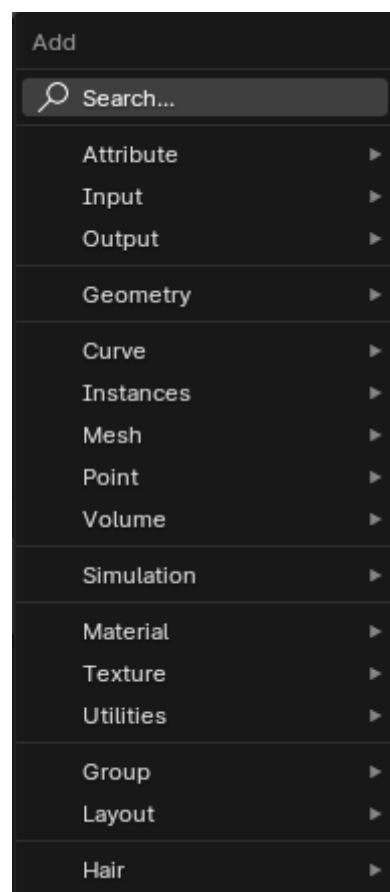 Add
Search...
Attribute
Input
Output
Geometry
Curve
Instances
Mesh
Point
Volume
Simulation
Material
Texture
Utilities
Group
Layout
Hair